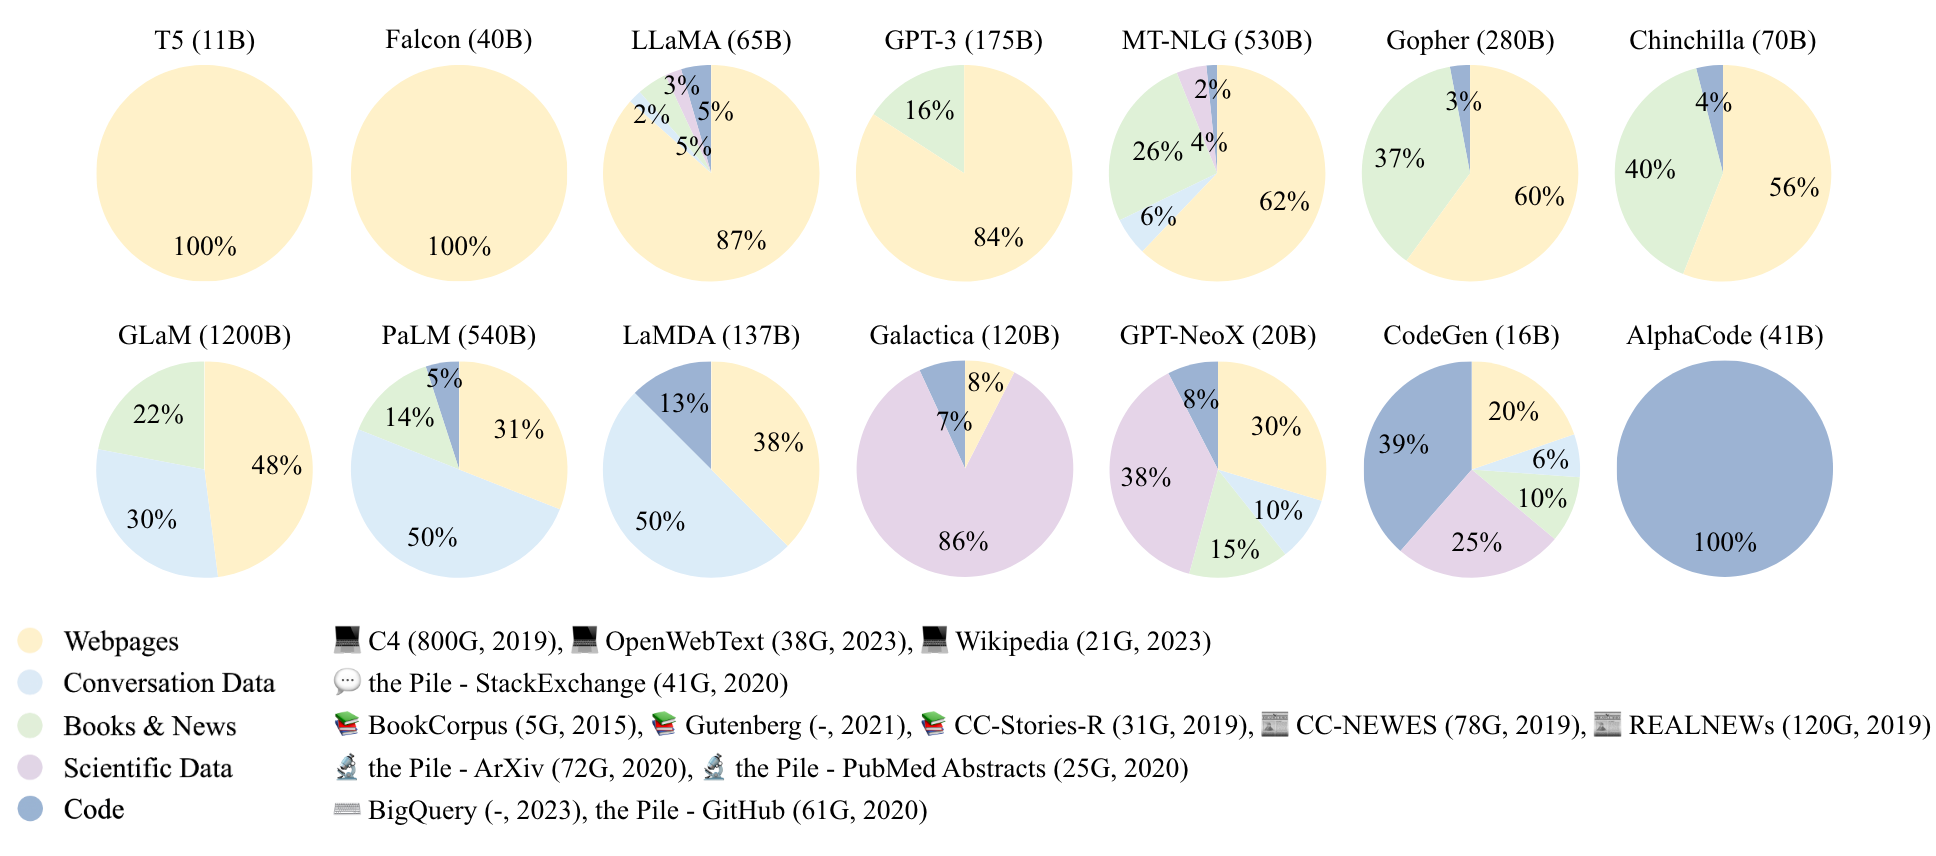 T5 (11B)
Falcon (40B)
LLaMA (65B)
GPT-3 (175B)
MT-NLG (530B)
Gopher (280B)
Chinchilla (70B)
100%
100%
3%
2%
5%
5%
87%
16%
84%
2%
4%
26%
6%
62%
3%
37%
60%
4%
40%
56%
GLaM (1200B)
PaLM (540B)
LaMDA (137B)
Galactica (120B)
GPT-NeoX (20B)
CodeGen (16B)
AlphaCode (41B)
22%
48%
30%
5%
14%
31%
50%
13%
38%
50%
8%
7%
86%
8%
30%
38%
10%
15%
20%
39%
6%
10%
25%
100%
Webpages
C4 (800G, 2019), OpenWebText (38G, 2023), Wikipedia (21G, 2023)
Conversation Data
the Pile - StackExchange (41G, 2020)
Books & News
BookCorpus (5G, 2015), Gutenberg (-, 2021), CC-Stories-R (31G, 2019), CC-NEWES (78G, 2019), REALNEWs (120G, 2019)
Scientific Data
the Pile - ArXiv (72G, 2020), the Pile - PubMed Abstracts (25G, 2020)
Code
BigQuery (-, 2023), the Pile - GitHub (61G, 2020)